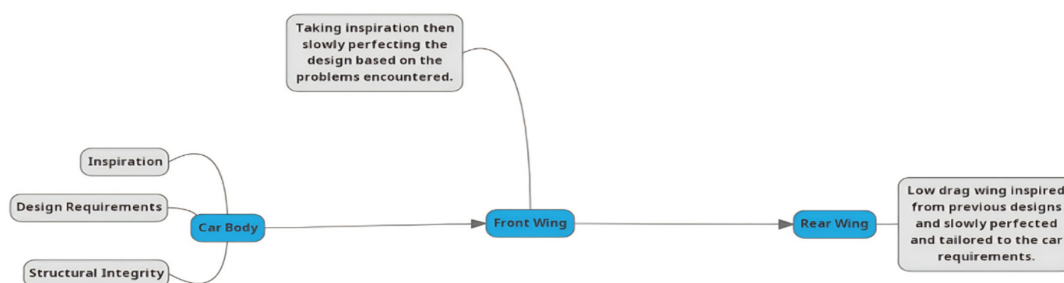 Taking inspiration then
slowly perfecting the
design based on the
problems encountered.
Inspiration
Design Requirements
Structural Integrity
Car Body
Front Wing
Rear Wing
Low drag wing inspired
from previous designs
and slowly perfected
and tailored to the car
requirements.